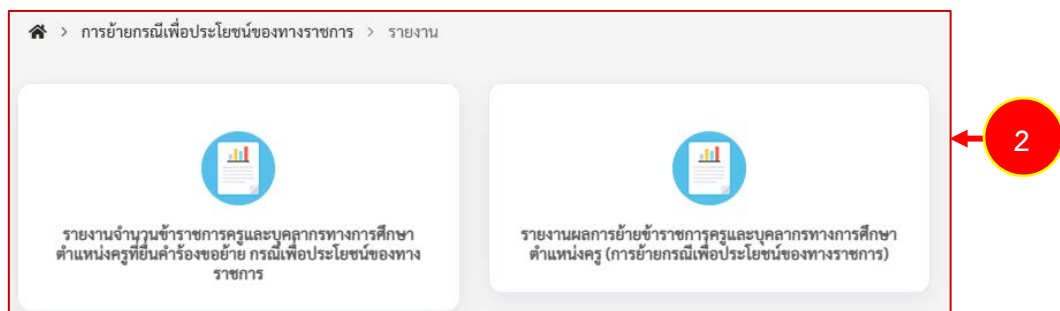 > การย้ายกรณีเพื่อประโยชน์ของทางราชการ > รายงาน
รายงานจำนวนข้าราชการครูและบุคลากรทางการศึกษา
ตำแหน่งครูที่ยื่นคำร้องขอย้าย กรณีเพื่อประโยชน์ของทาง
ราชการ
รายงานผลการย้ายข้าราชการครูและบุคลากรทางการศึกษา
ตำแหน่งครู (การย้ายกรณีเพื่อประโยชน์ของทางราชการ)
2